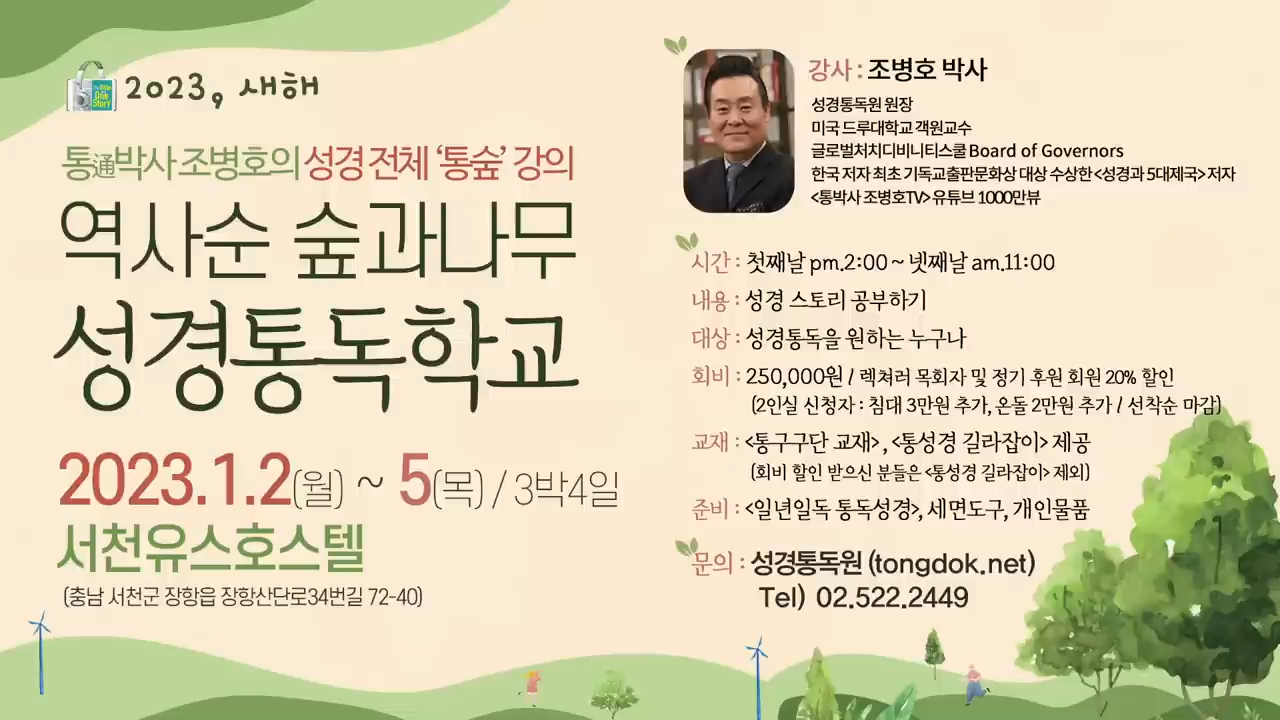 The Bible One Story
2023, 새해
통通박사 조병호의 성경 전체 ‘통숲’ 강의
역사순 숲과나무
성경통독학교
2023.1.2(월) ~ 5(목) / 3박4일
서천유스호스텔
(충남 서천군 장항읍 장항산단로34번길 72-40)
강사 : 조병호 박사
성경통독원 원장
미국 드루대학교 객원교수
글로벌처치디비니티스쿨 Board of Governors
한국 저자 최초 기독교출판문화상 대상 수상한 <성경과 5대제국> 저자
<통박사 조병호TV> 유튜브 1000만뷰
시간 : 첫째날 pm.2:00 ~ 넷째날 am.11:00
내용 : 성경 스토리 공부하기
대상 : 성경통독을 원하는 누구나
회비 : 250,000원 / 렉쳐러 목회자 및 정기 후원 회원 20% 할인
(2인실 신청자 : 침대 3만원 추가, 온돌 2만원 추가 / 선착순 마감)
교재 : <통구구단 교재>, <통성경 길라잡이> 제공
(회비 할인 받으신 분들은 <통성경 길라잡이> 제외)
준비 : <일년일독 통독성경>, 세면도구, 개인물품
문의 : 성경통독원 (tongdok.net)
Tel) 02.522.2449